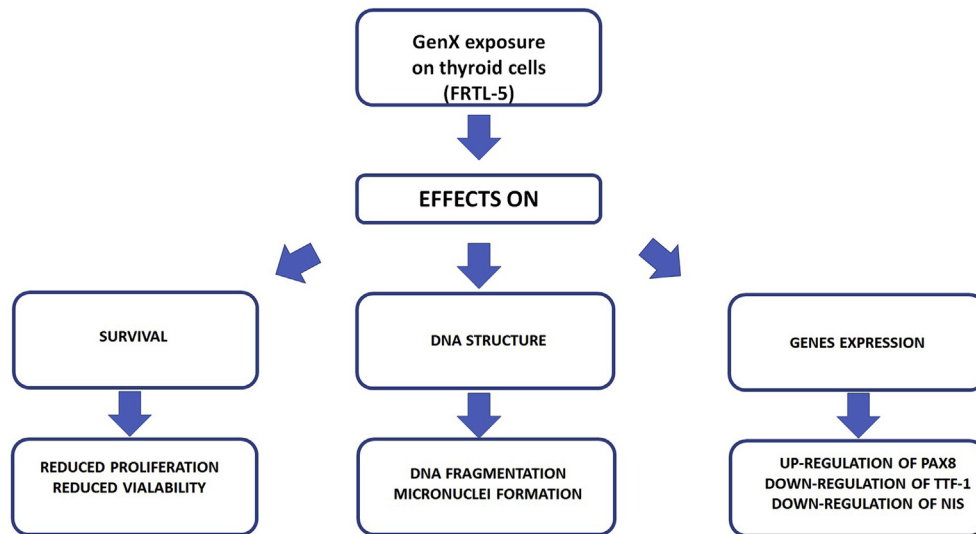 GenX exposure
on thyroid cells
(FRTL-5)
EFFECTS ON
SURVIVAL
DNA STRUCTURE
GENES EXPRESSION
REDUCED PROLIFERATION
REDUCED VIALABILITY
DNA FRAGMENTATION
MICRONUCLEI FORMATION
UP-REGULATION OF PAX8
DOWN-REGULATION OF TTF-1
DOWN-REGULATION OF NIS